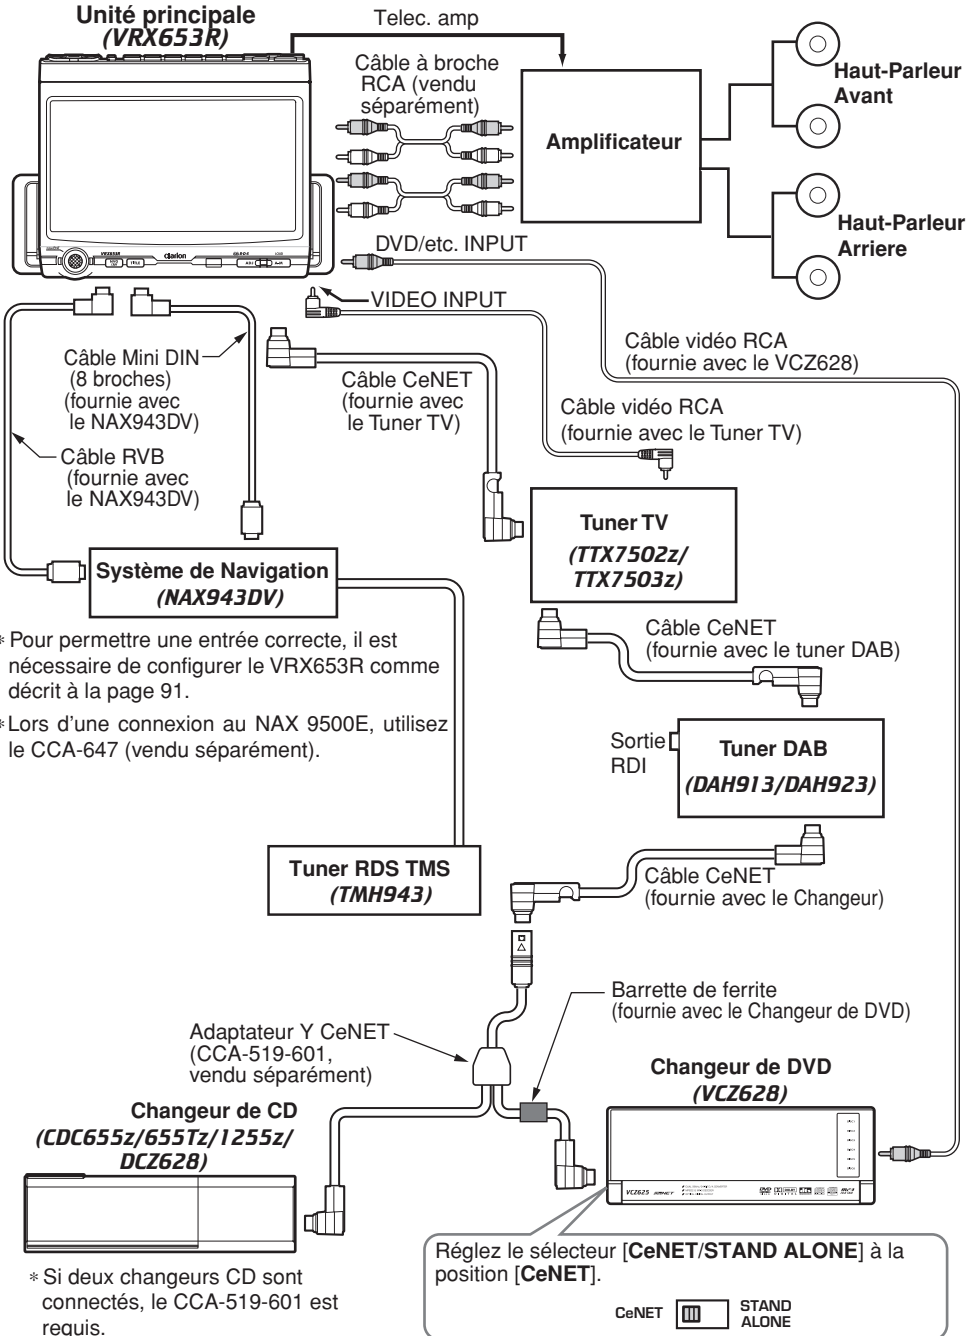 Unité principale
(VRX653R)
Telec. amp
Câble à broche
RCA (vendu
séparément)
Amplificateur
Haut-Parleur
Avant
Haut-Parleur
Arriere
VRX653R
clarion
TITLE
DVD/etc. INPUT
VIDEO INPUT
Câble Mini DIN
(8 broches)
(fournie avec
le NAX943DV)
Câble RVB
(fournie avec
le NAX943DV)
Câble CeNET
(fournie avec
le Tuner TV)
Câble vidéo RCA
(fournie avec le VCZ628)
Câble vidéo RCA
(fournie avec le Tuner TV)
Tuner TV
(TTX7502z/
TTX7503z)
Système de Navigation
(NAX943DV)
* Pour permettre une entrée correcte, il est
nécessaire de configurer le VRX653R comme
décrit à la page 91.
* Lors d'une connexion au NAX 9500E, utilisez
le CCA-647 (vendu séparément).
Câble CeNET
(fournie avec le tuner DAB)
Sortie
RDI
Tuner DAB
(DAH913/DAH923)
Tuner RDS TMS
(TMH943)
Câble CeNET
(fournie avec le Changeur)
Barrette de ferrite
(fournie avec le Changeur de DVD)
Adaptateur Y CeNET
(CCA-519-601,
vendu séparément)
Changeur de DVD
(VCZ628)
Changeur de CD
(CDC655z/655Tz/1255z/
DCZ628)
VCZ625
CeNET
* Si deux changeurs CD sont
connectés, le CCA-519-601 est
requis.
Réglez le sélecteur [CeNET/STAND ALONE] à la
position [CeNET].
CeNET
STAND
ALONE